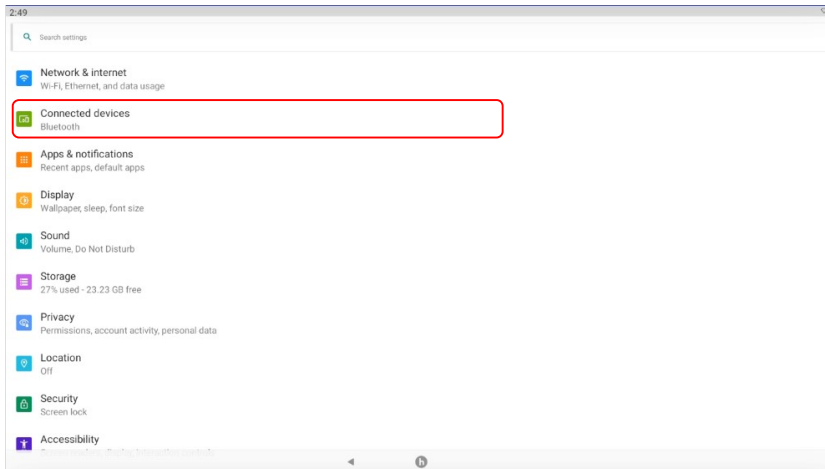 2:49
Search settings
Network & internet
Wi-Fi, Ethernet, and data usage
Connected devices
Bluetooth
Apps & notifications
Recent apps, default apps
Display
Wallpaper, sleep, font size
Sound
Volume, Do Not Disturb
Storage
27% used - 23.23 GB free
Privacy
Permissions, account activity, personal data
Location
Off
Security
Screen lock
Accessibility